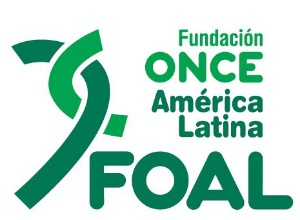 Fundación
ONCE
América
Latina
FOAL